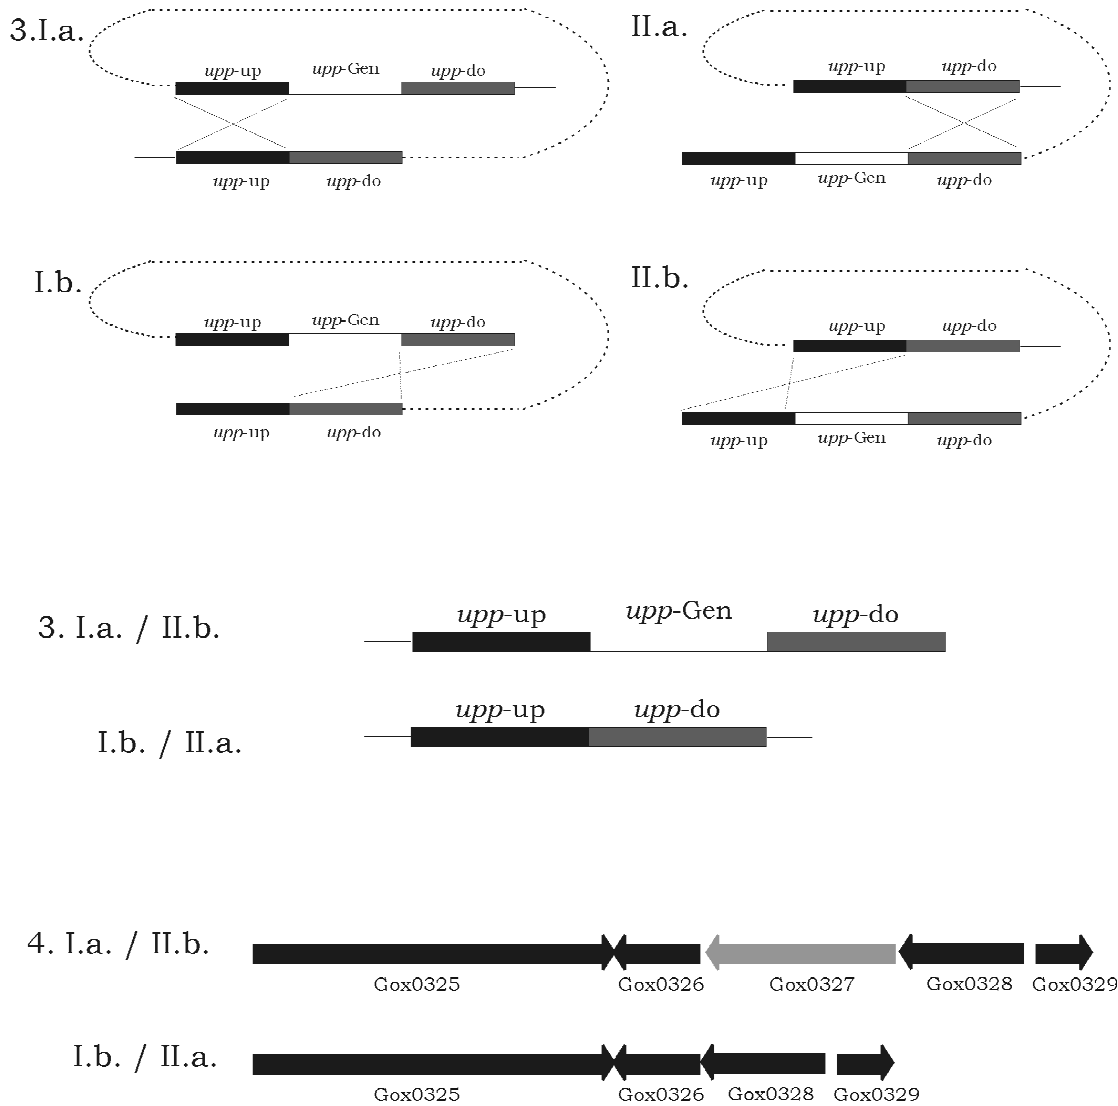 3.I.a.
upp-up upp-Gen upp-do
upp-up upp-do
II.a.
upp-up upp-do
upp-up upp-Gen upp-do
I.b.
upp-up upp-Gen upp-do
upp-up upp-do
II.b.
upp-up upp-do
upp-up upp-Gen upp-do
3. I.a. / II.b.
upp-up upp-Gen upp-do
I.b. / II.a.
upp-up upp-do
4. I.a. / II.b.
Gox0325 Gox0326 Gox0327 Gox0328 Gox0329
I.b. / II.a.
Gox0325 Gox0326 Gox0328 Gox0329